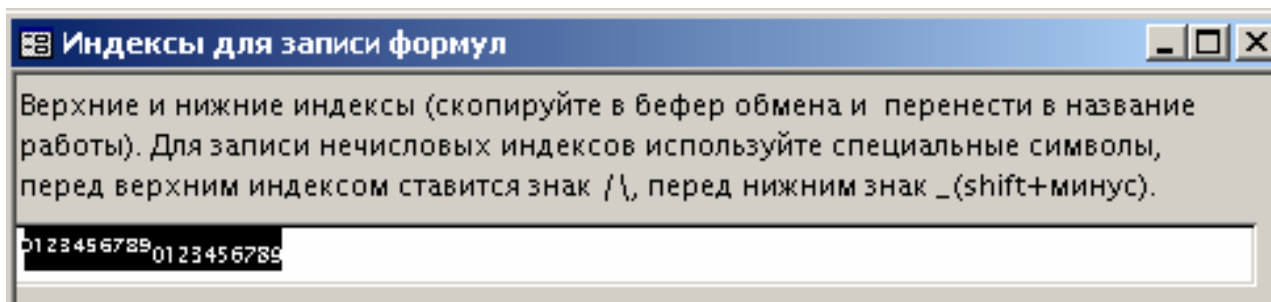 Индексы для записи формул
Верхние и нижние индексы (скопируйте в бефер обмена и перенести в название
работы). Для записи нечисловых индексов используйте специальные символы,
перед верхним индексом ставится знак /\, перед нижним знак _(shift+минус).
⁰¹²³⁴⁵⁶⁷⁸⁹₀₁₂₃₄₅₆₇₈₉